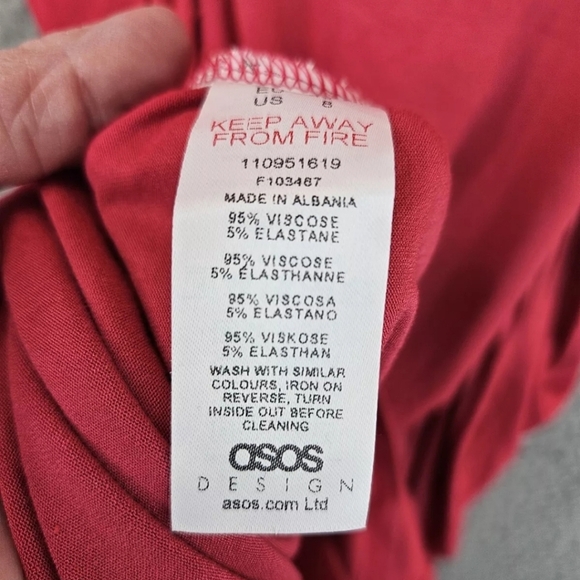 US 8
KEEP AWAY
FROM FIRE
110951619
F103487
MADE IN ALBANIA
95% VISCOSE
5% ELASTANE
95% VISCOSE
5% ELASTHANNE
95% VISCOSA
5% ELASTANO
95% VISKOSE
5% ELASTHAN
WASH WITH SIMILAR
COLOURS, IRON ON
REVERSE, TURN
INSIDE OUT BEFORE
CLEANING
asos
DESIGN
asos.com Ltd